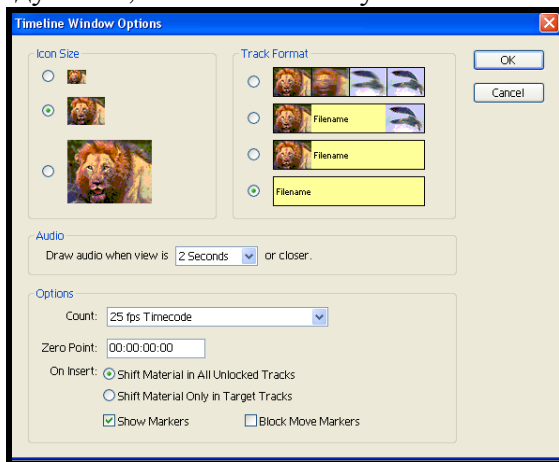 Timeline Window Options
Icon Size
Track Format
OK
Cancel
Filename
Filename
Filename
Audio
Draw audio when view is 2 Seconds or closer.
Options
Count: 25 fps Timecode
Zero Point: 00:00:00:00
On Insert: Shift Material in All Unlocked Tracks
Shift Material Only in Target Tracks
Show Markers Block Move Markers